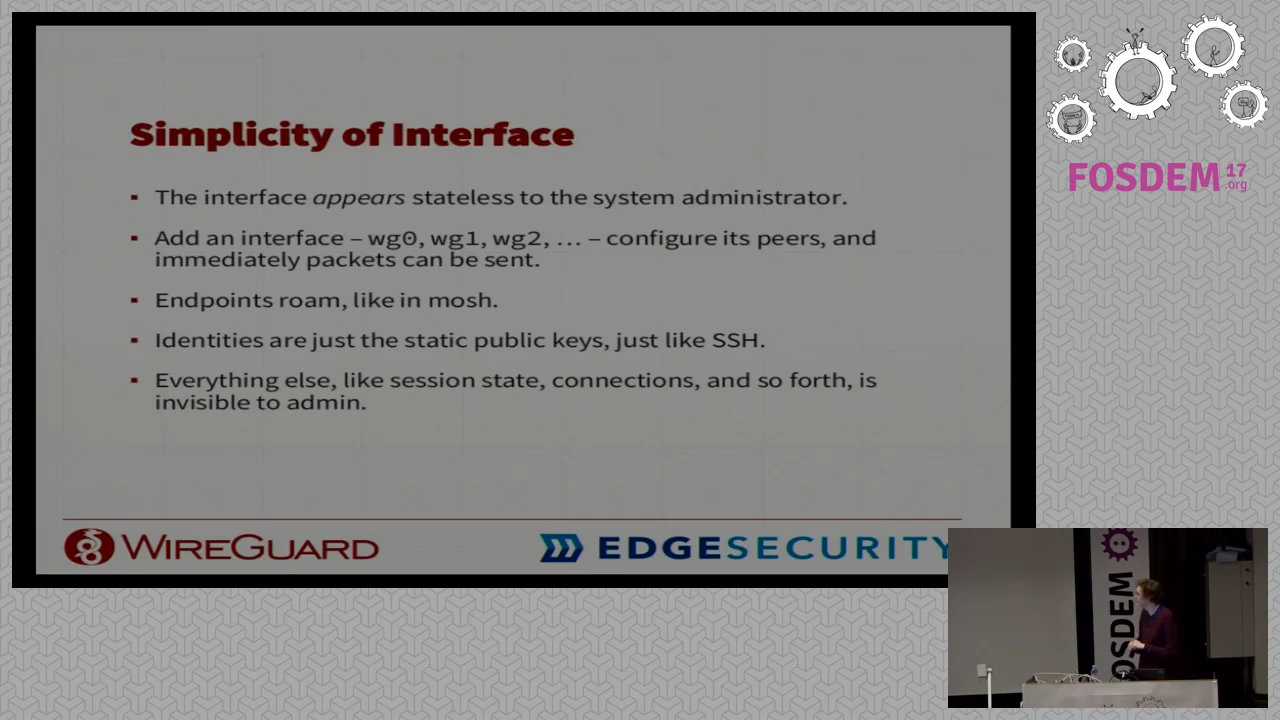 Simplicity of Interface
▪ The interface appears stateless to the system administrator.
▪ Add an interface – wg0, wg1, wg2, … – configure its peers, and
immediately packets can be sent.
▪ Endpoints roam, like in mosh.
▪ Identities are just the static public keys, just like SSH.
▪ Everything else, like session state, connections, and so forth, is
invisible to admin.
WIREGUARD
EDGESECURITY
FOSDEM 17
.org
FOSDEM